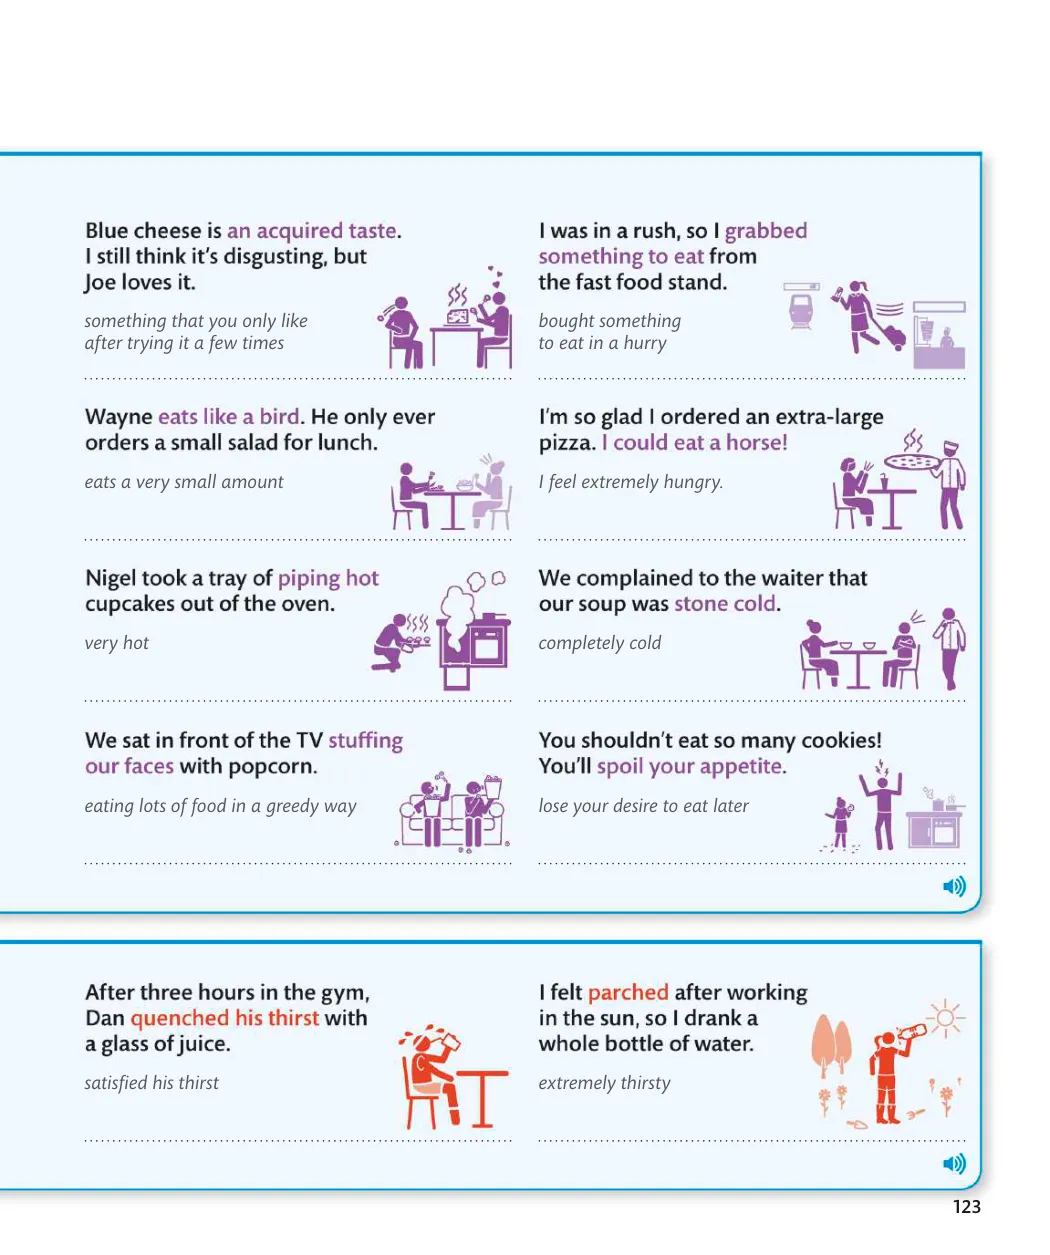 Blue cheese is an acquired taste.
I still think it's disgusting, but
Joe loves it.
something that you only like
after trying it a few times
I was in a rush, so I grabbed
something to eat from
the fast food stand.
bought something
to eat in a hurry
Wayne eats like a bird. He only ever
orders a small salad for lunch.
eats a very small amount
I'm so glad I ordered an extra-large
pizza. I could eat a horse!
I feel extremely hungry.
Nigel took a tray of piping hot
cupcakes out of the oven.
very hot
We complained to the waiter that
our soup was stone cold.
completely cold
We sat in front of the TV stuffing
our faces with popcorn.
eating lots of food in a greedy way
You shouldn't eat so many cookies!
You'll spoil your appetite.
lose your desire to eat later
After three hours in the gym,
Dan quenched his thirst with
a glass of juice.
satisfied his thirst
I felt parched after working
in the sun, so I drank a
whole bottle of water.
extremely thirsty
123